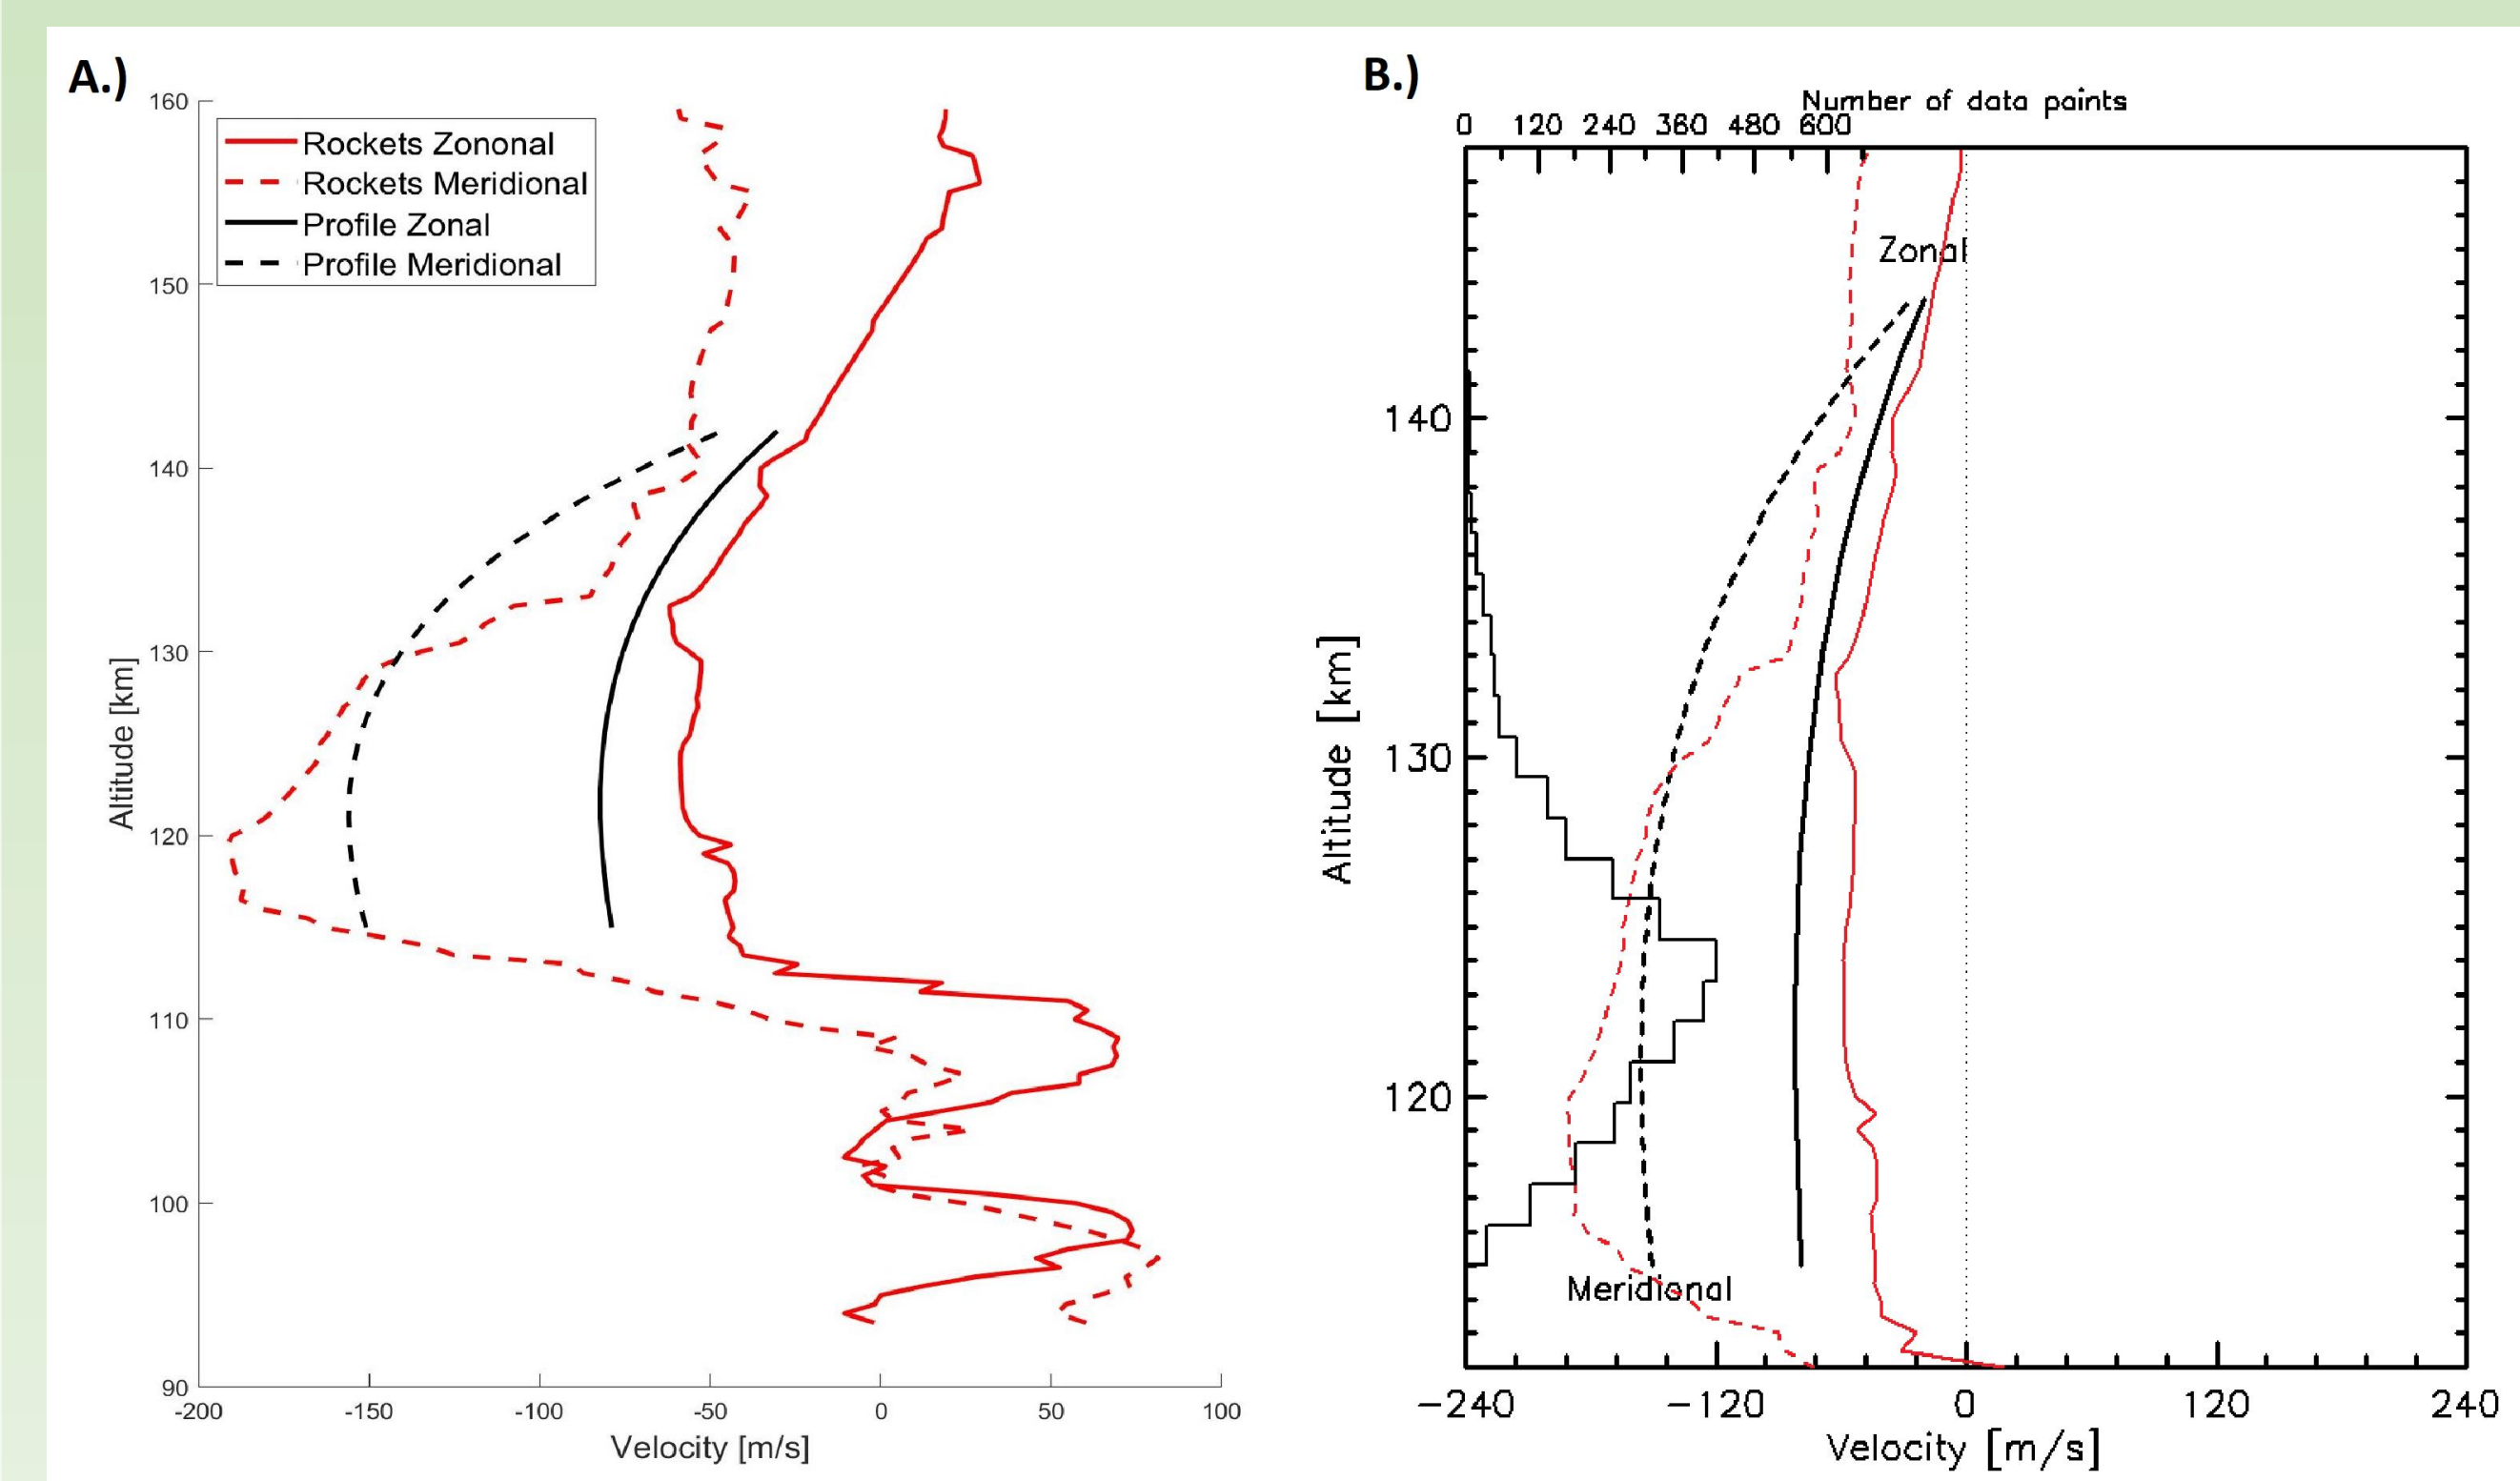 A.)
160
150
140
130
120
110
100
90
Rockets Zononal
Rockets Meridional
Profile Zonal
Profile Meridional
Altitude [km]
-200 -150 -100 -50 0 50 100
Velocity [m/s]
B.)
Number of data points
0 120 240 360 480 600
Zonal
140
130
120
Altitude [km]
Meridional
-240 -120 0 120 240
Velocity [m/s]